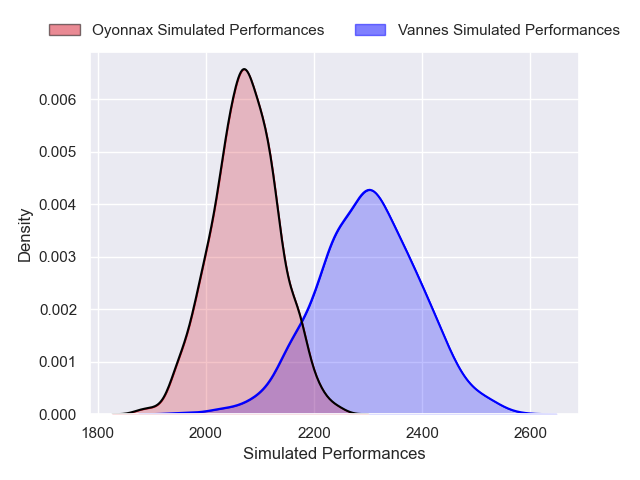 Oyonnax Simulated Performances Vannes Simulated Performances
0.006
0.005
0.004
0.003
0.002
0.001
0.000
Density
1800 2000 2200 2400 2600
Simulated Performances